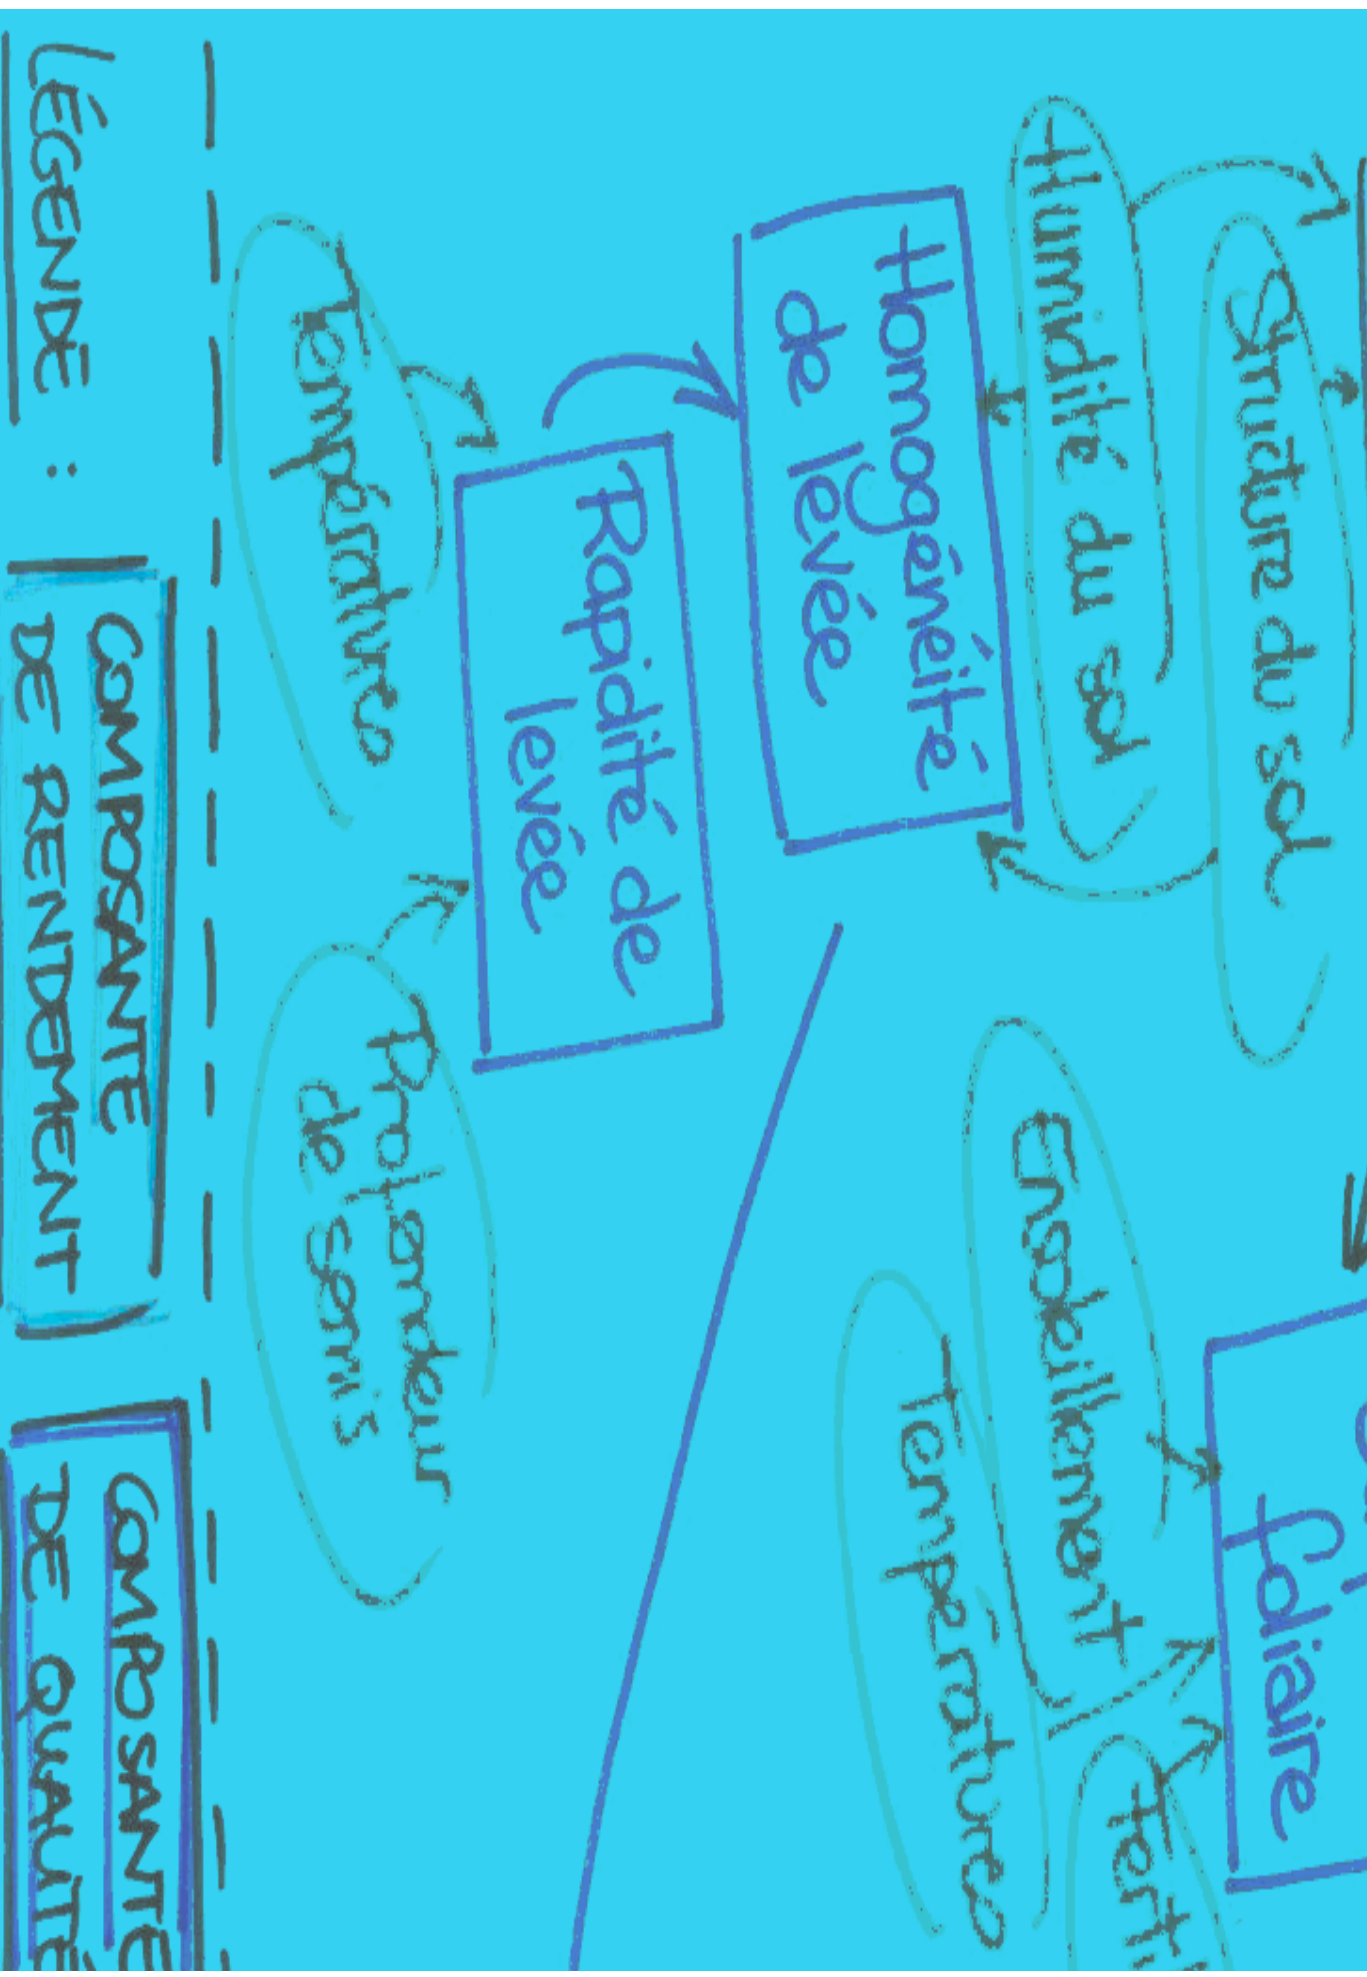 Structure du sol
Humidité du sol
Homogénéité
de levée
Rapidité de
levée
Température
Profondeur
de semis
foliaire
Ensoleillement
Température
LÉGENDE :
COMPOSANTE
DE RENDEMENT
COMPOSANTE
DE QUALITÉ